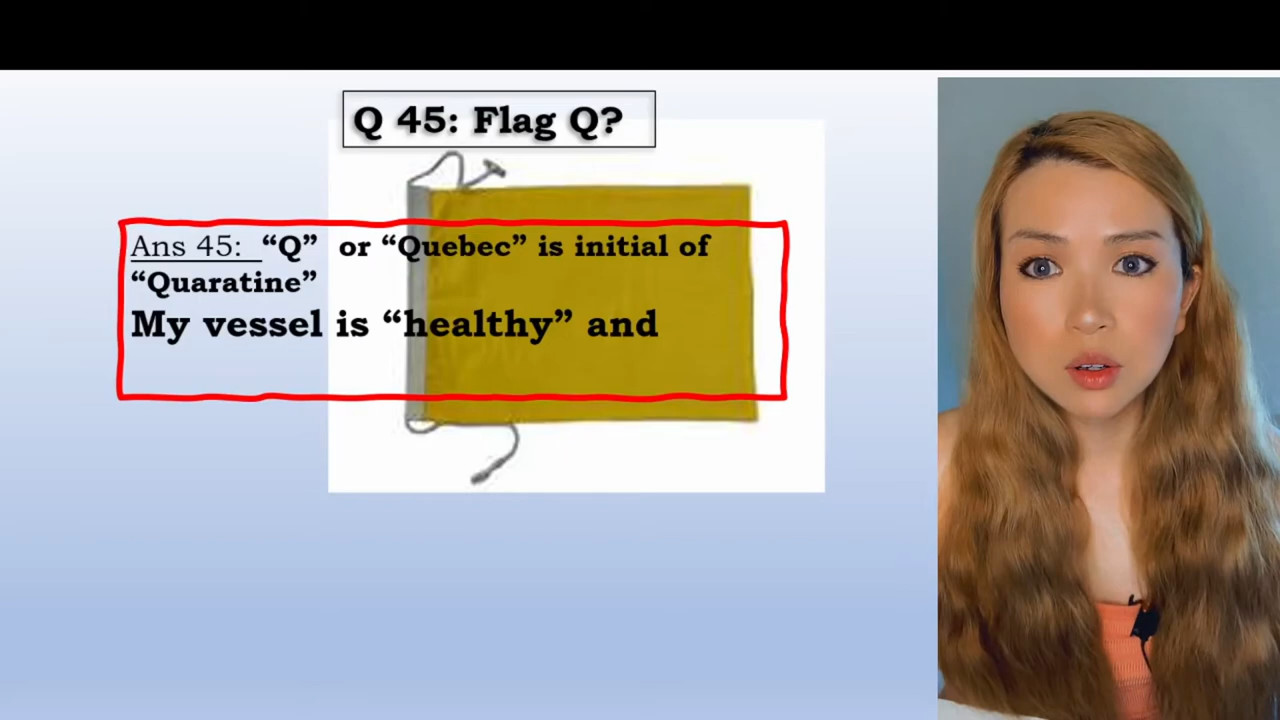 Q 45: Flag Q?
Ans 45: “Q” or “Quebec” is initial of
“Quaratine”
My vessel is “healthy” and